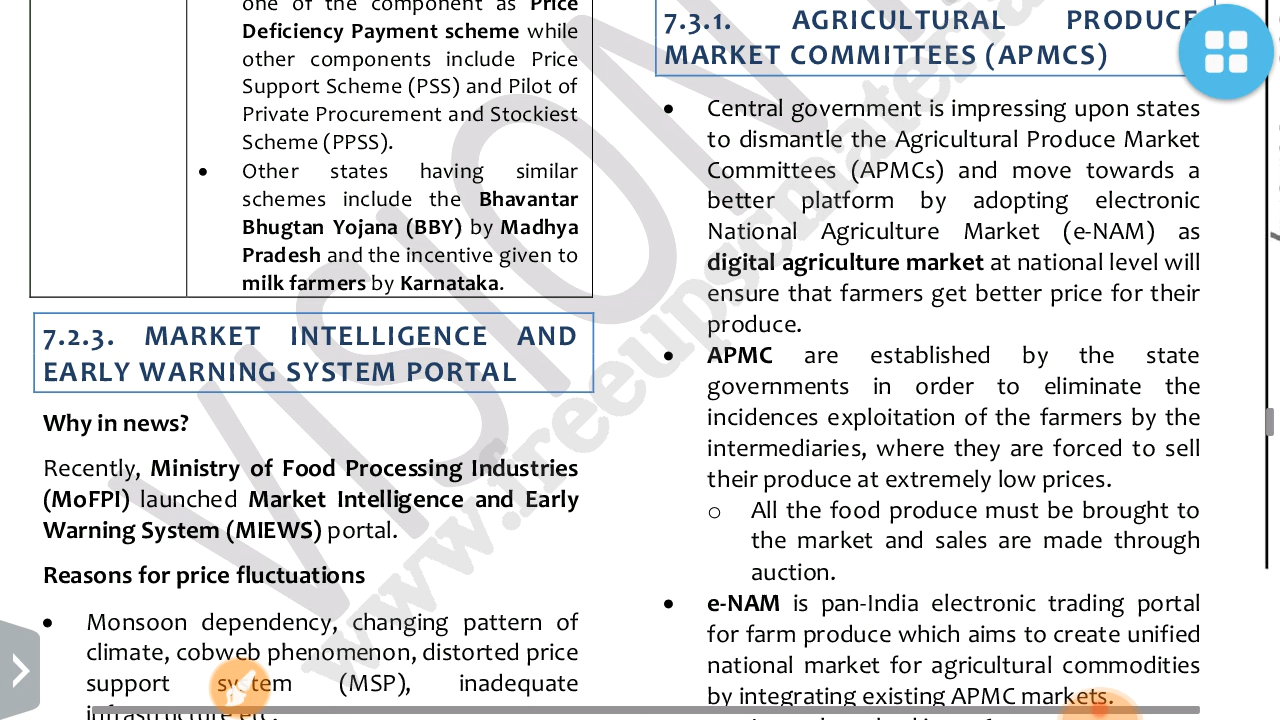 one of the component as Price
Deficiency Payment scheme while
other components include Price
Support Scheme (PSS) and Pilot of
Private Procurement and Stockiest
Scheme (PPSS).
• Other states having similar
schemes include the Bhavantar
Bhugtan Yojana (BBY) by Madhya
Pradesh and the incentive given to
milk farmers by Karnataka.
7.2.3. MARKET INTELLIGENCE AND
EARLY WARNING SYSTEM PORTAL
Why in news?
Recently, Ministry of Food Processing Industries
(MoFPI) launched Market Intelligence and Early
Warning System (MIEWS) portal.
Reasons for price fluctuations
• Monsoon dependency, changing pattern of
climate, cobweb phenomenon, distorted price
support system (MSP), inadequate
infrastructure etc.
7.3.1. AGRICULTURAL PRODUCE
MARKET COMMITTEES (APMCS)
• Central government is impressing upon states
to dismantle the Agricultural Produce Market
Committees (APMCs) and move towards a
better platform by adopting electronic
National Agriculture Market (e-NAM) as
digital agriculture market at national level will
ensure that farmers get better price for their
produce.
• APMC are established by the state
governments in order to eliminate the
incidences exploitation of the farmers by the
intermediaries, where they are forced to sell
their produce at extremely low prices.
o All the food produce must be brought to
the market and sales are made through
auction.
• e-NAM is pan-India electronic trading portal
for farm produce which aims to create unified
national market for agricultural commodities
by integrating existing APMC markets.
VISION
www.freeupscmateria